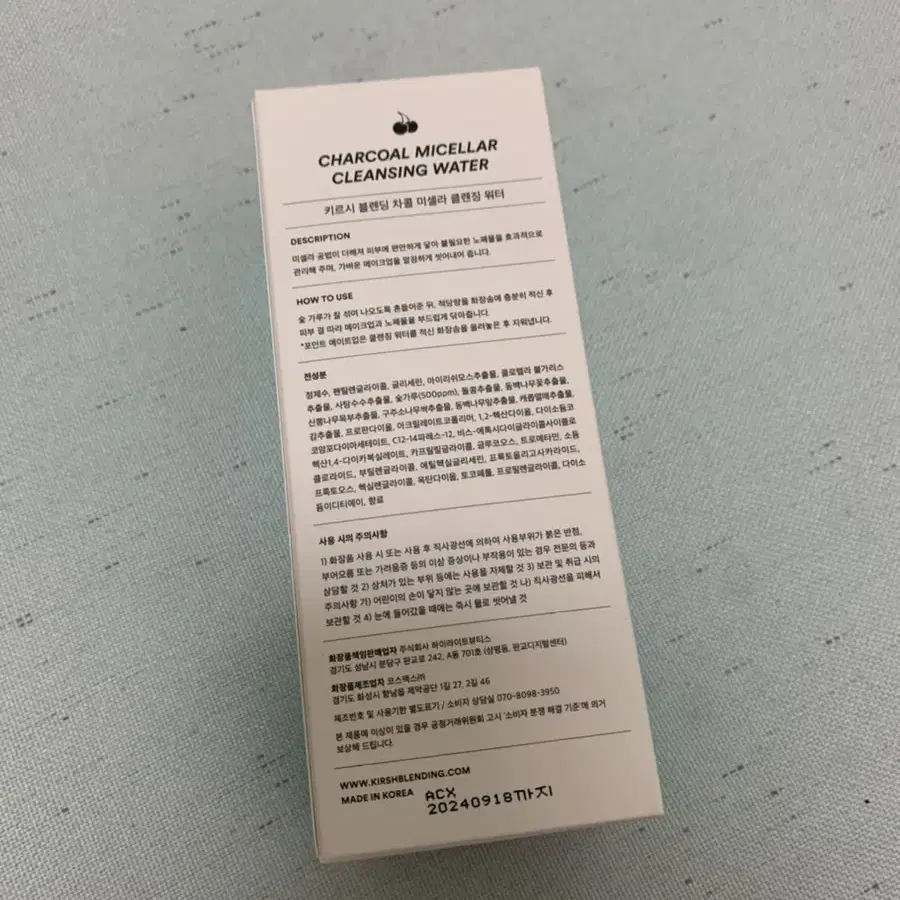 CHARCOAL MICELLAR
CLEANSING WATER
키르시 블렌딩 차콜 미셀라 클렌징 워터
DESCRIPTION
미셀라 공법이 더해져 피부에 편안하게 닿아 불필요한 노폐물을 효과적으로
관리해 주며, 가벼운 메이크업을 말끔하게 씻어내어 줍니다.
HOW TO USE
숯 가루가 잘 섞여 나오도록 흔들어준 뒤, 적당량을 화장솜에 충분히 적신 후
피부 결 따라 메이크업과 노폐물을 부드럽게 닦아줍니다.
*포인트 메이트업은 클렌징 워터를 적신 화장솜을 올려놓은 후 지워냅니다.
전성분
정제수, 펜틸렌글라이콜, 글리세린, 아이리쉬모스추출물, 클로렐라 불가리스
추출물, 사탕수수추출물, 숯가루(500ppm), 돌콩추출물, 동백나무꽃추출물,
산뽕나무목부추출물, 구주소나무싹추출물, 동백나무잎추출물, 캐롭열매추출물,
감추출물, 프로판다이올, 아크릴레이트코폴리머, 1,2-헥산다이올, 다이소듐코
코암포다이아세테이트, C12-14파레스-12, 비스-에톡시다이글라이콜사이클로
헥산1,4-다이카복실레이트, 카프릴릴글라이콜, 글루코오스, 트로메타민, 소듐
클로라이드, 부틸렌글라이콜, 에틸헥실글리세린, 프룩토올리고사카라이드,
프룩토오스, 헥실렌글라이콜, 옥탄다이올, 토코페롤, 프로필렌글라이콜, 다이소
듐이디티에이, 향료
사용 시의 주의사항
1) 화장품 사용 시 또는 사용 후 직사광선에 의하여 사용부위가 붉은 반점,
부어오름 또는 가려움증 등의 이상 증상이나 부작용이 있는 경우 전문의 등과
상담할 것 2) 상처가 있는 부위 등에는 사용을 자제할 것 3) 보관 및 취급 시의
주의사항 가) 어린이의 손이 닿지 않는 곳에 보관할 것 나) 직사광선을 피해서
보관할 것 4) 눈에 들어갔을 때에는 즉시 물로 씻어낼 것
화장품책임판매업자 주식회사 하이라이트뷰티스
경기도 성남시 분당구 판교로 242, A동 701호 (삼평동, 판교디지털센터)
화장품제조업자 코스맥스㈜
경기도 화성시 향남읍 제약공단 1길 27, 2길 46
제조번호 및 사용기한 별도표기 / 소비자 상담실 070-8098-3950
본 제품에 이상이 있을 경우 공정거래위원회 고시 '소비자 분쟁 해결 기준'에 의거
보상해 드립니다.
WWW.KIRSHBLENDING.COM
MADE IN KOREA
ACX
20240918까지